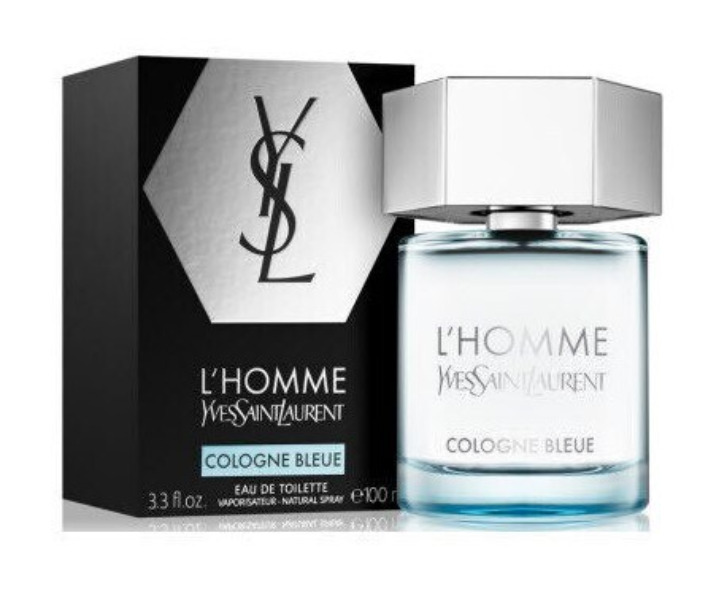 YSL
L'HOMME
YVESSAINTLAURENT
COLOGNE BLEUE
EAU DE TOILETTE
3.3 fl.oz. VAPORISATEUR - NATURAL SPRAY e100
L'HOMME
YVESSAINTLAURENT
COLOGNE BLEUE